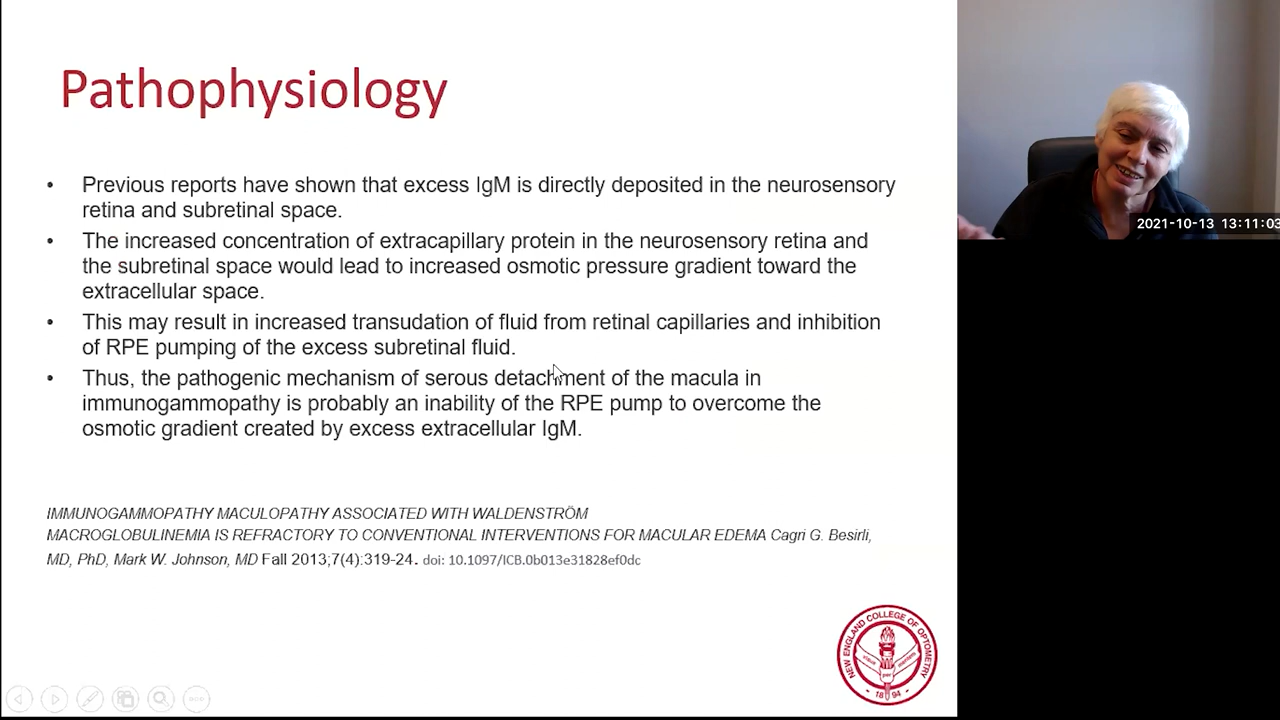 Pathophysiology
• Previous reports have shown that excess IgM is directly deposited in the neurosensory
retina and subretinal space.
• The increased concentration of extracapillary protein in the neurosensory retina and
the subretinal space would lead to increased osmotic pressure gradient toward the
extracellular space.
• This may result in increased transudation of fluid from retinal capillaries and inhibition
of RPE pumping of the excess subretinal fluid.
• Thus, the pathogenic mechanism of serous detachment of the macula in
immunogammopathy is probably an inability of the RPE pump to overcome the
osmotic gradient created by excess extracellular IgM.
IMMUNOGAMMOPATHY MACULOPATHY ASSOCIATED WITH WALDENSTRÖM
MACROGLOBULINEMIA IS REFRACTORY TO CONVENTIONAL INTERVENTIONS FOR MACULAR EDEMA Cagri G. Besirli,
MD, PhD, Mark W. Johnson, MD Fall 2013;7(4):319-24. doi: 10.1097/ICB.0b013e31828ef0dc
NEW ENGLAND COLLEGE OF OPTOMETRY
18 94
2021-10-13 13:11:03